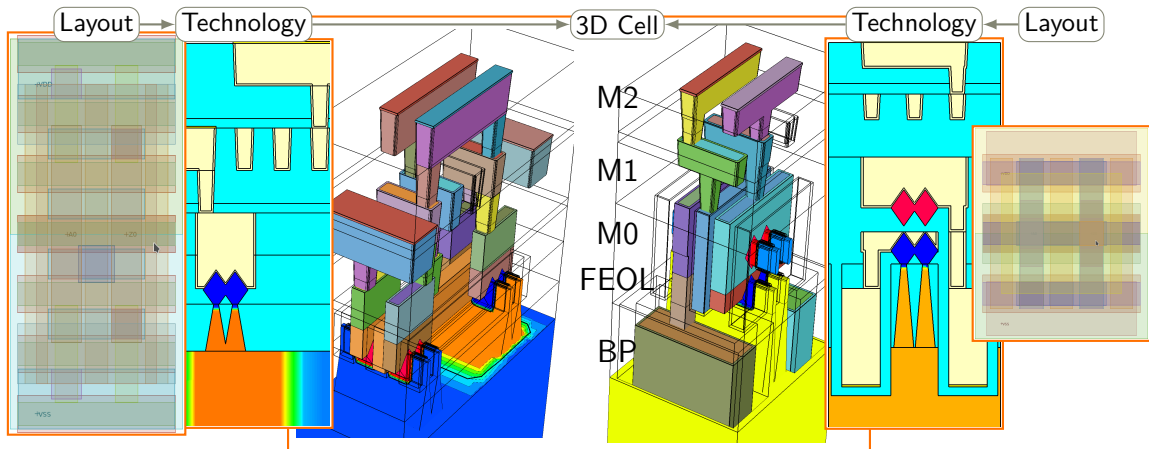 Layout
Technology
3D Cell
Technology
Layout
M2
M1
M0
FEOL
BP
+VDD
+A0
+Z0
+VSS